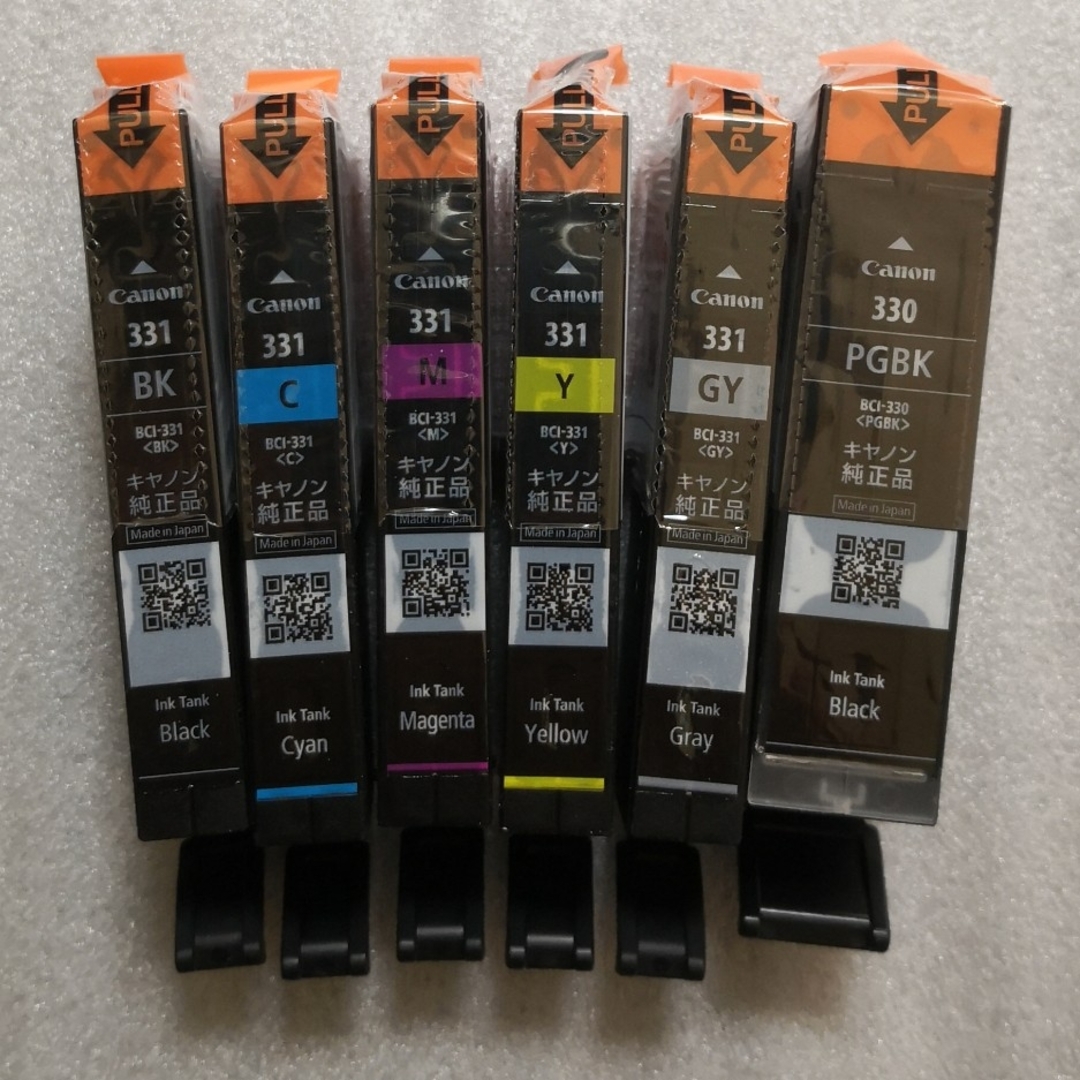 PULL
Canon
331
BK
BCI-331
<BK>
キヤノン
純正品
Made in Japan
Ink Tank
Black
PULL
Canon
331
C
BCI-331
<C>
キヤノン
純正品
Made in Japan
Ink Tank
Cyan
PULL
Canon
331
M
BCI-331
<M>
キヤノン
純正品
Made in Japan
Ink Tank
Magenta
PULL
Canon
331
Y
BCI-331
<Y>
キヤノン
純正品
Made in Japan
Ink Tank
Yellow
PULL
Canon
331
GY
BCI-331
<GY>
キヤノン
純正品
Made in Japan
Ink Tank
Gray
PULL
Canon
330
PGBK
BCI-330
<PGBK>
キヤノン
純正品
Made in Japan
Ink Tank
Black